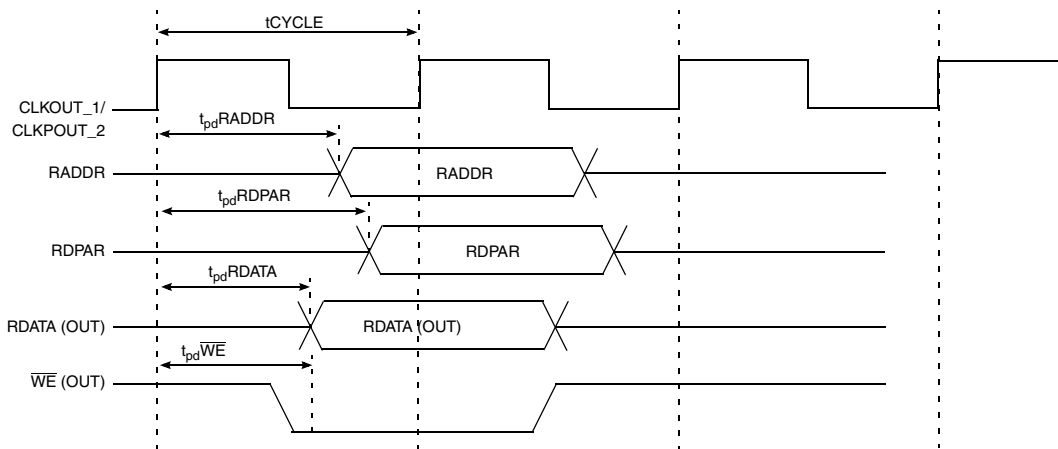 tCYCLE
CLKOUT_1/
CLKPOUT_2
tpdRADDR
RADDR
RADDR
tpdRDPAR
RDPAR
RDPAR
tpdRDATA
RDATA (OUT)
RDATA (OUT)
tpdWE
WE (OUT)